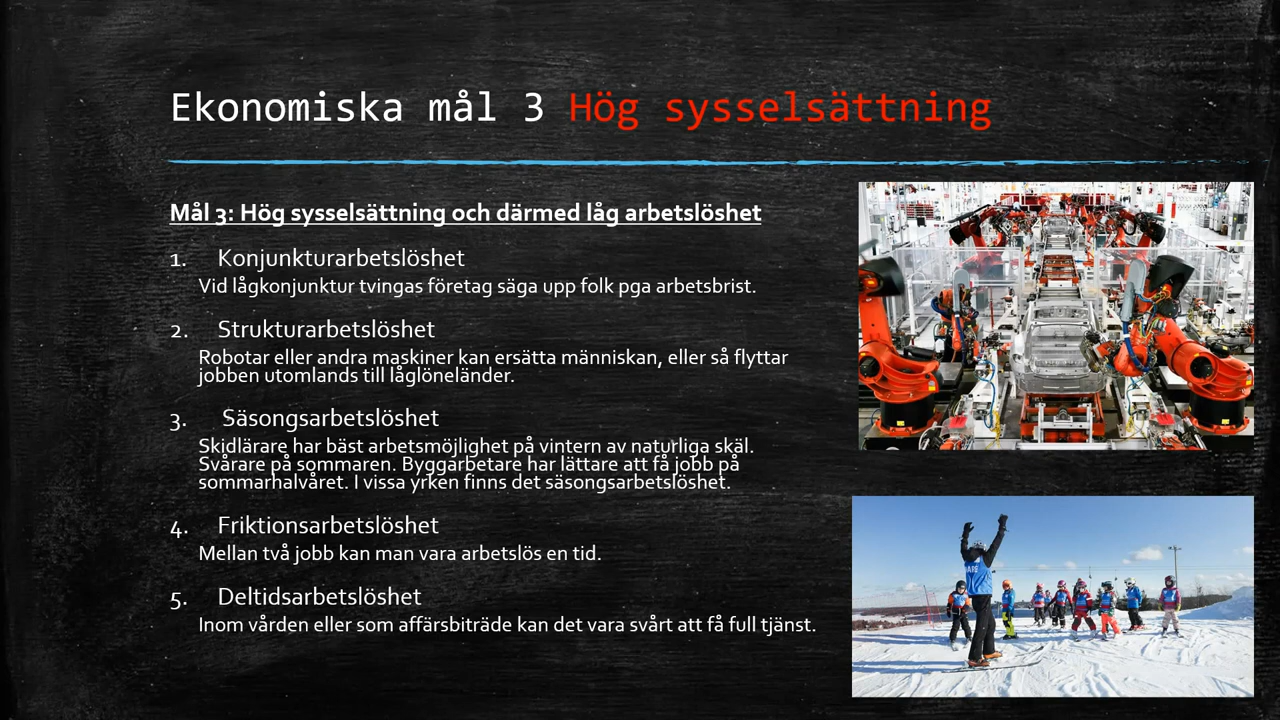 Ekonomiska mål 3 Hög sysselsättning
Mål 3: Hög sysselsättning och därmed låg arbetslöshet
1. Konjunkturarbetslöshet
Vid lågkonjunktur tvingas företag säga upp folk pga arbetsbrist.
2. Strukturarbetslöshet
Robotar eller andra maskiner kan ersätta människan, eller så flyttar
jobben utomlands till låglöneländer.
3. Säsongsarbetslöshet
Skidlärare har bäst arbetsmöjlighet på vintern av naturliga skäl.
Svårare på sommaren. Byggarbetare har lättare att få jobb på
sommarhalvåret. I vissa yrken finns det säsongsarbetslöshet.
4. Friktionsarbetslöshet
Mellan två jobb kan man vara arbetslös en tid.
5. Deltidsarbetslöshet
Inom vården eller som affärsbiträde kan det vara svårt att få full tjänst.